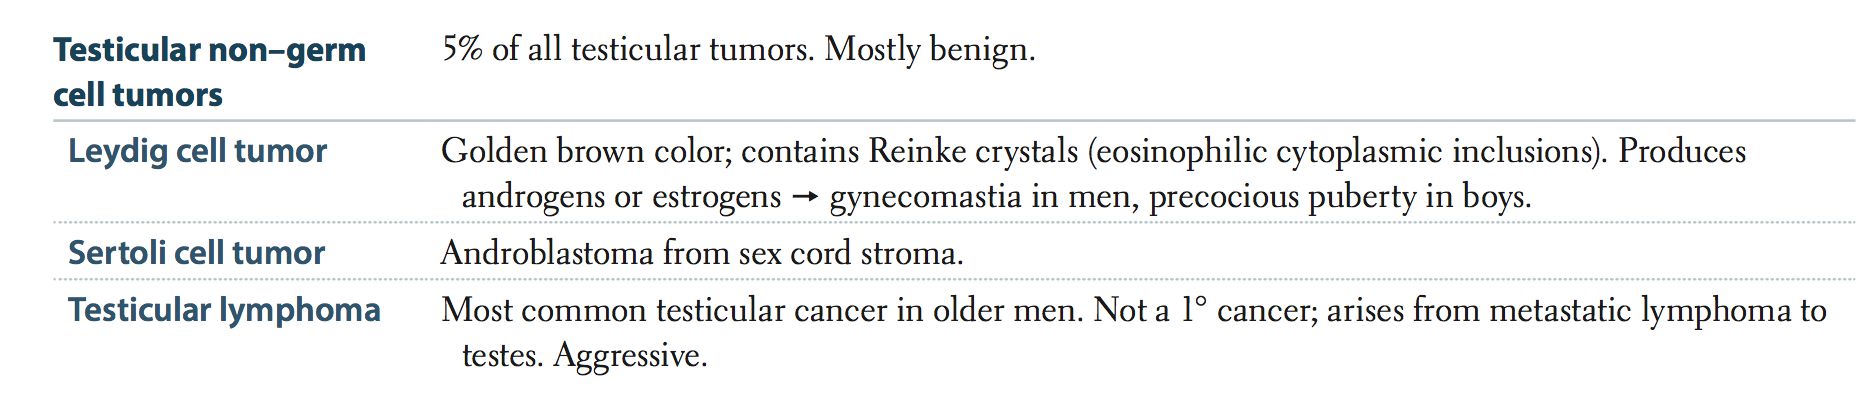 Testicular non–germ cell tumors
5% of all testicular tumors. Mostly benign.
Leydig cell tumor
Golden brown color; contains Reinke crystals (eosinophilic cytoplasmic inclusions). Produces
androgens or estrogens → gynecomastia in men, precocious puberty in boys.
Sertoli cell tumor
Androblastoma from sex cord stroma.
Testicular lymphoma
Most common testicular cancer in older men. Not a 1° cancer; arises from metastatic lymphoma to
testes. Aggressive.